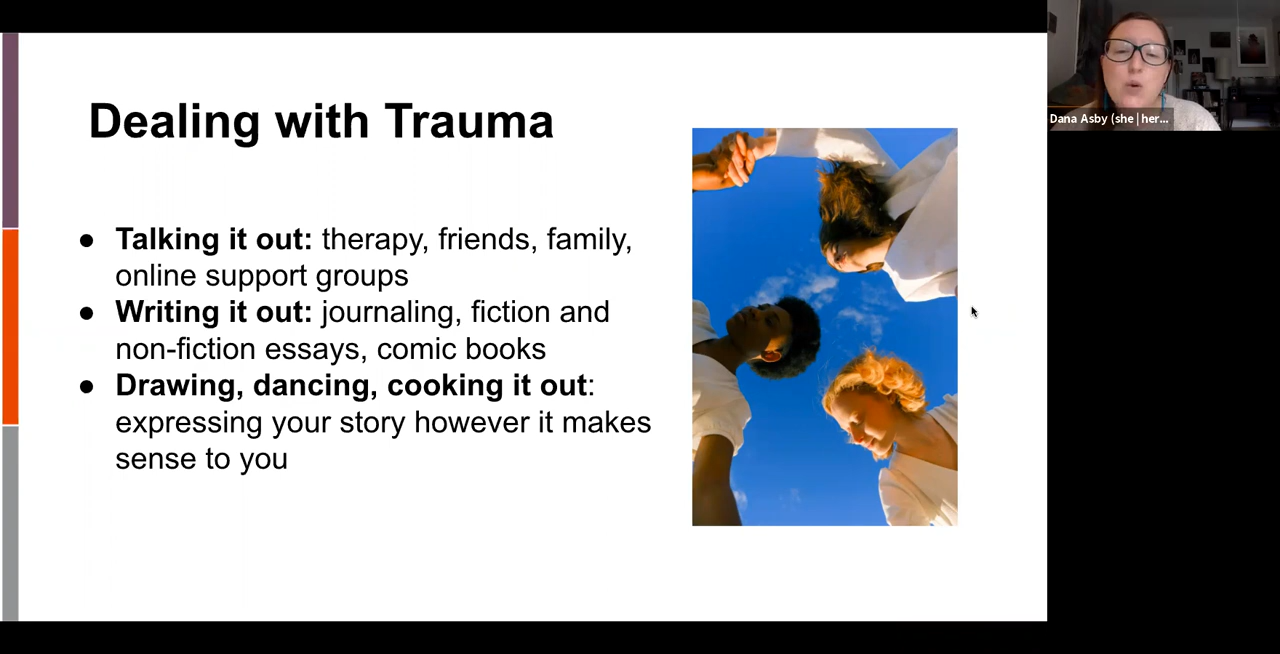 Dealing with Trauma
● Talking it out: therapy, friends, family,
online support groups
● Writing it out: journaling, fiction and
non-fiction essays, comic books
● Drawing, dancing, cooking it out:
expressing your story however it makes
sense to you
Dana Asby (she|her...